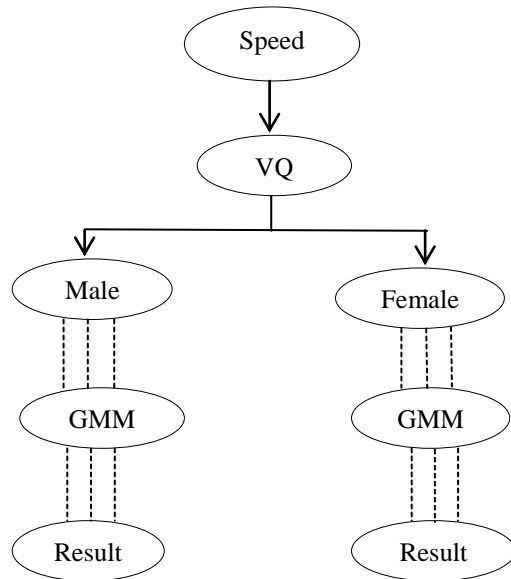 Speed
VQ
Male
Female
GMM
GMM
Result
Result